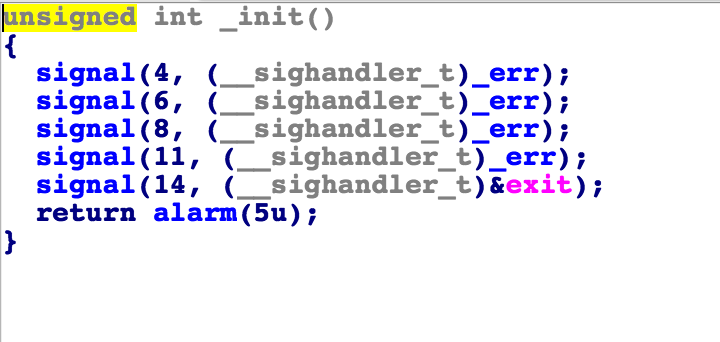 unsigned int _init()
{
  signal(4, (__sighandler_t)_err);
  signal(6, (__sighandler_t)_err);
  signal(8, (__sighandler_t)_err);
  signal(11, (__sighandler_t)_err);
  signal(14, (__sighandler_t)&exit);
  return alarm(5u);
}